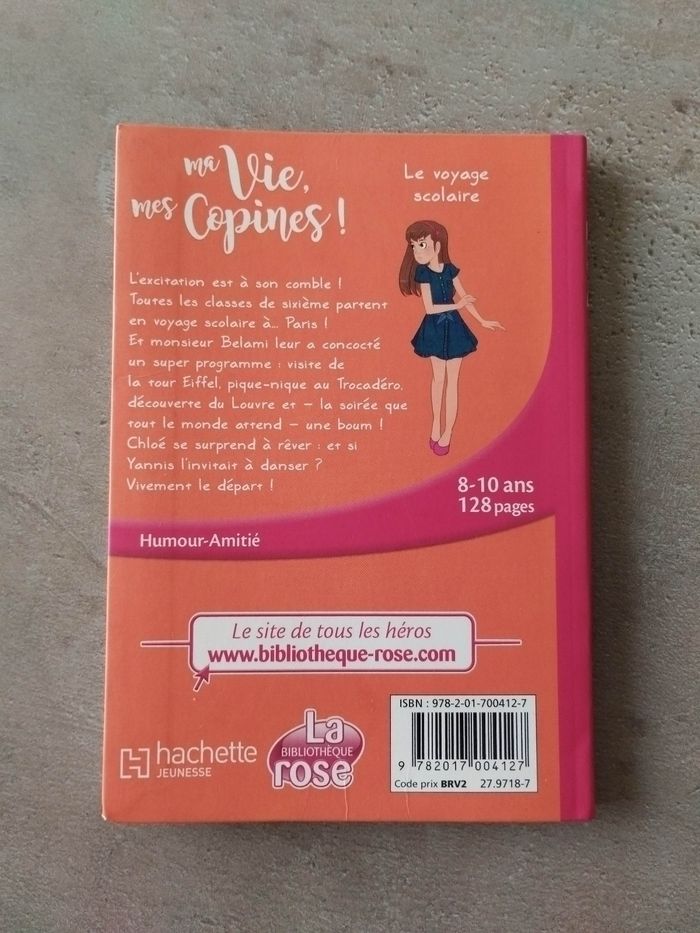 ma Vie,
mes Copines !
Le voyage
scolaire
L'excitation est à son comble !
Toutes les classes de sixième partent
en voyage scolaire à... Paris !
Et monsieur Belami leur a concocté
un super programme : visite de
la tour Eiffel, pique-nique au Trocadéro,
découverte du Louvre et – la soirée que
tout le monde attend – une boum !
Chloé se surprend à rêver : et si
Yannis l'invitait à danser ?
Vivement le départ !
8-10 ans
128 pages
Humour-Amitié
Le site de tous les héros
www.bibliotheque-rose.com
hachette
JEUNESSE
La
BIBLIOTHÈQUE
rose
ISBN : 978-2-01-700412-7
9 782017 004127
Code prix BRV2 27.9718-7